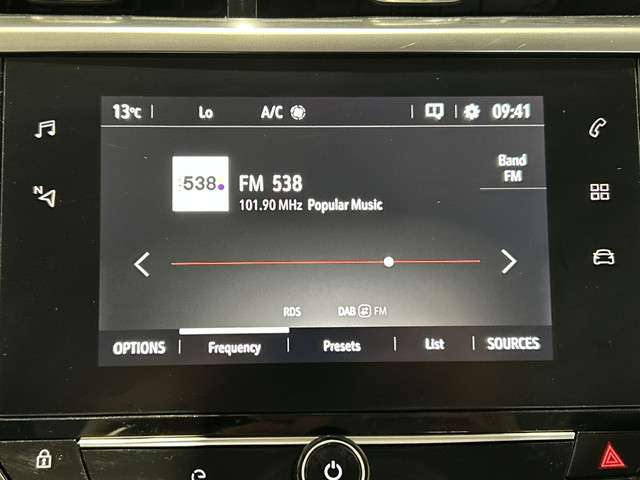 13°C Lo A/C 09:41
Band
FM
538
FM 538
101.90 MHz Popular Music
N
RDS DAB FM
OPTIONS Frequency Presets List SOURCES